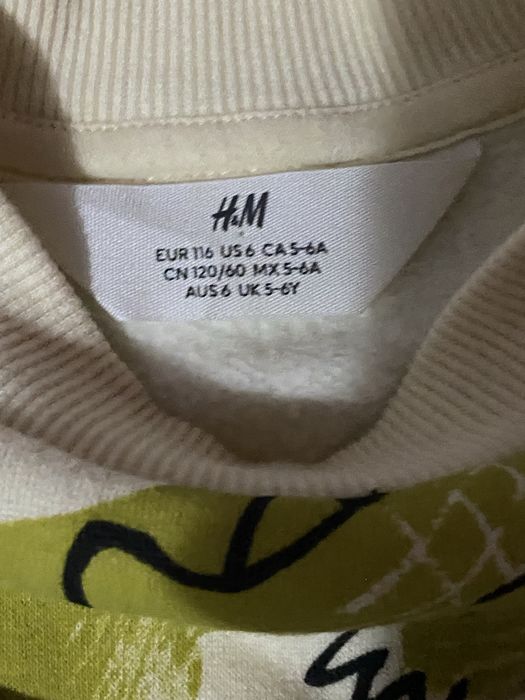 H&M
EUR 116 US 6 CA 5-6A
CN 120/60 MX 5-6A
AUS 6 UK 5-6Y